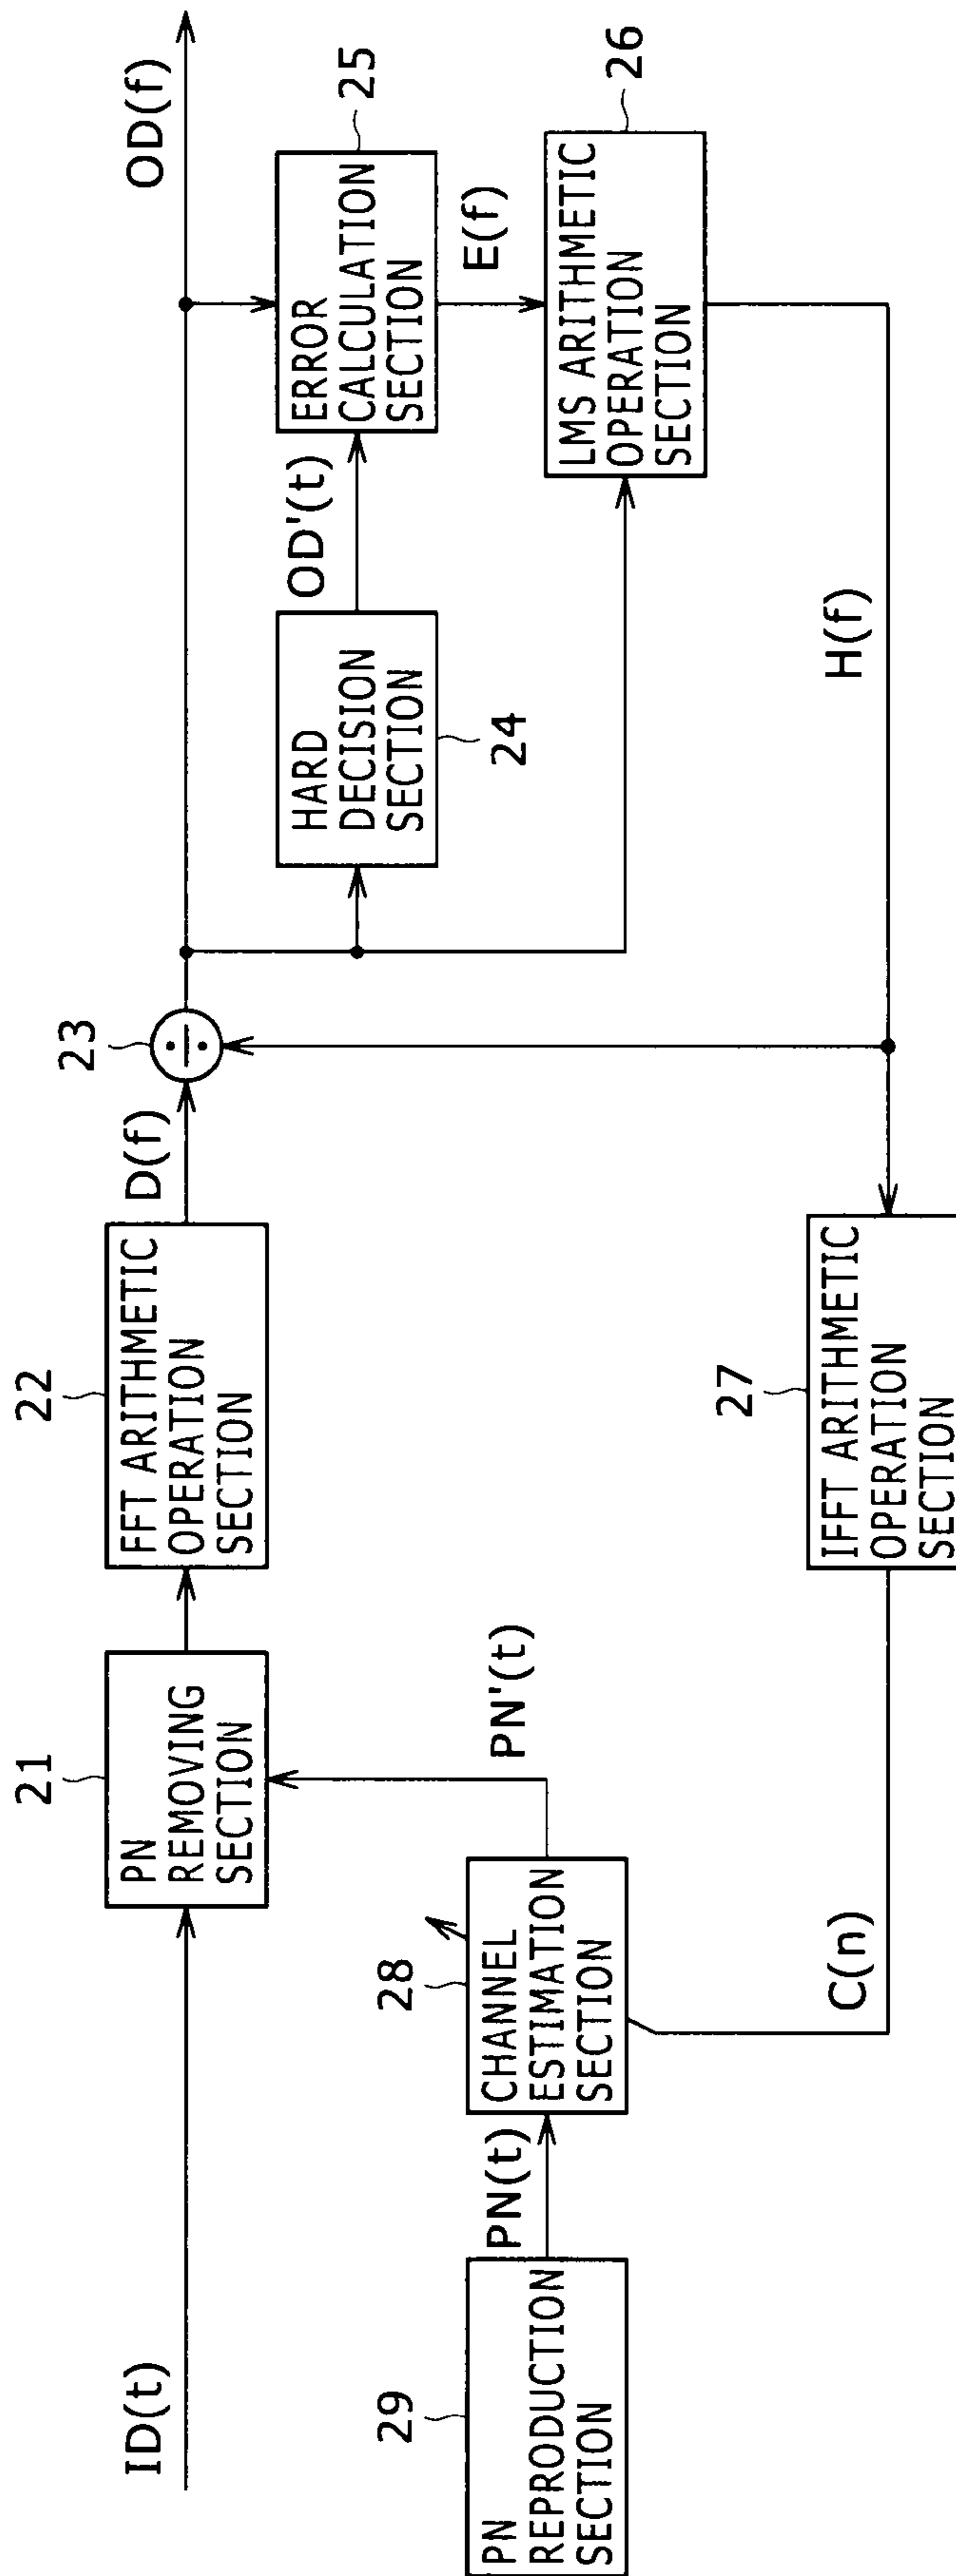 ID(t)
21
PN
REMOVING
SECTION
22
FFT ARITHMETIC
OPERATION
SECTION
D(f)
23
OD(f)
HARD
DECISION
SECTION
24
OD'(t)
ERROR
CALCULATION
SECTION
25
E(f)
LMS ARITHMETIC
OPERATION
SECTION
26
29
PN
REPRODUCTION
SECTION
PN(t)
28
CHANNEL
ESTIMATION
SECTION
PN'(t)
C(n)
27
IFFT ARITHMETIC
OPERATION
SECTION
H(f)